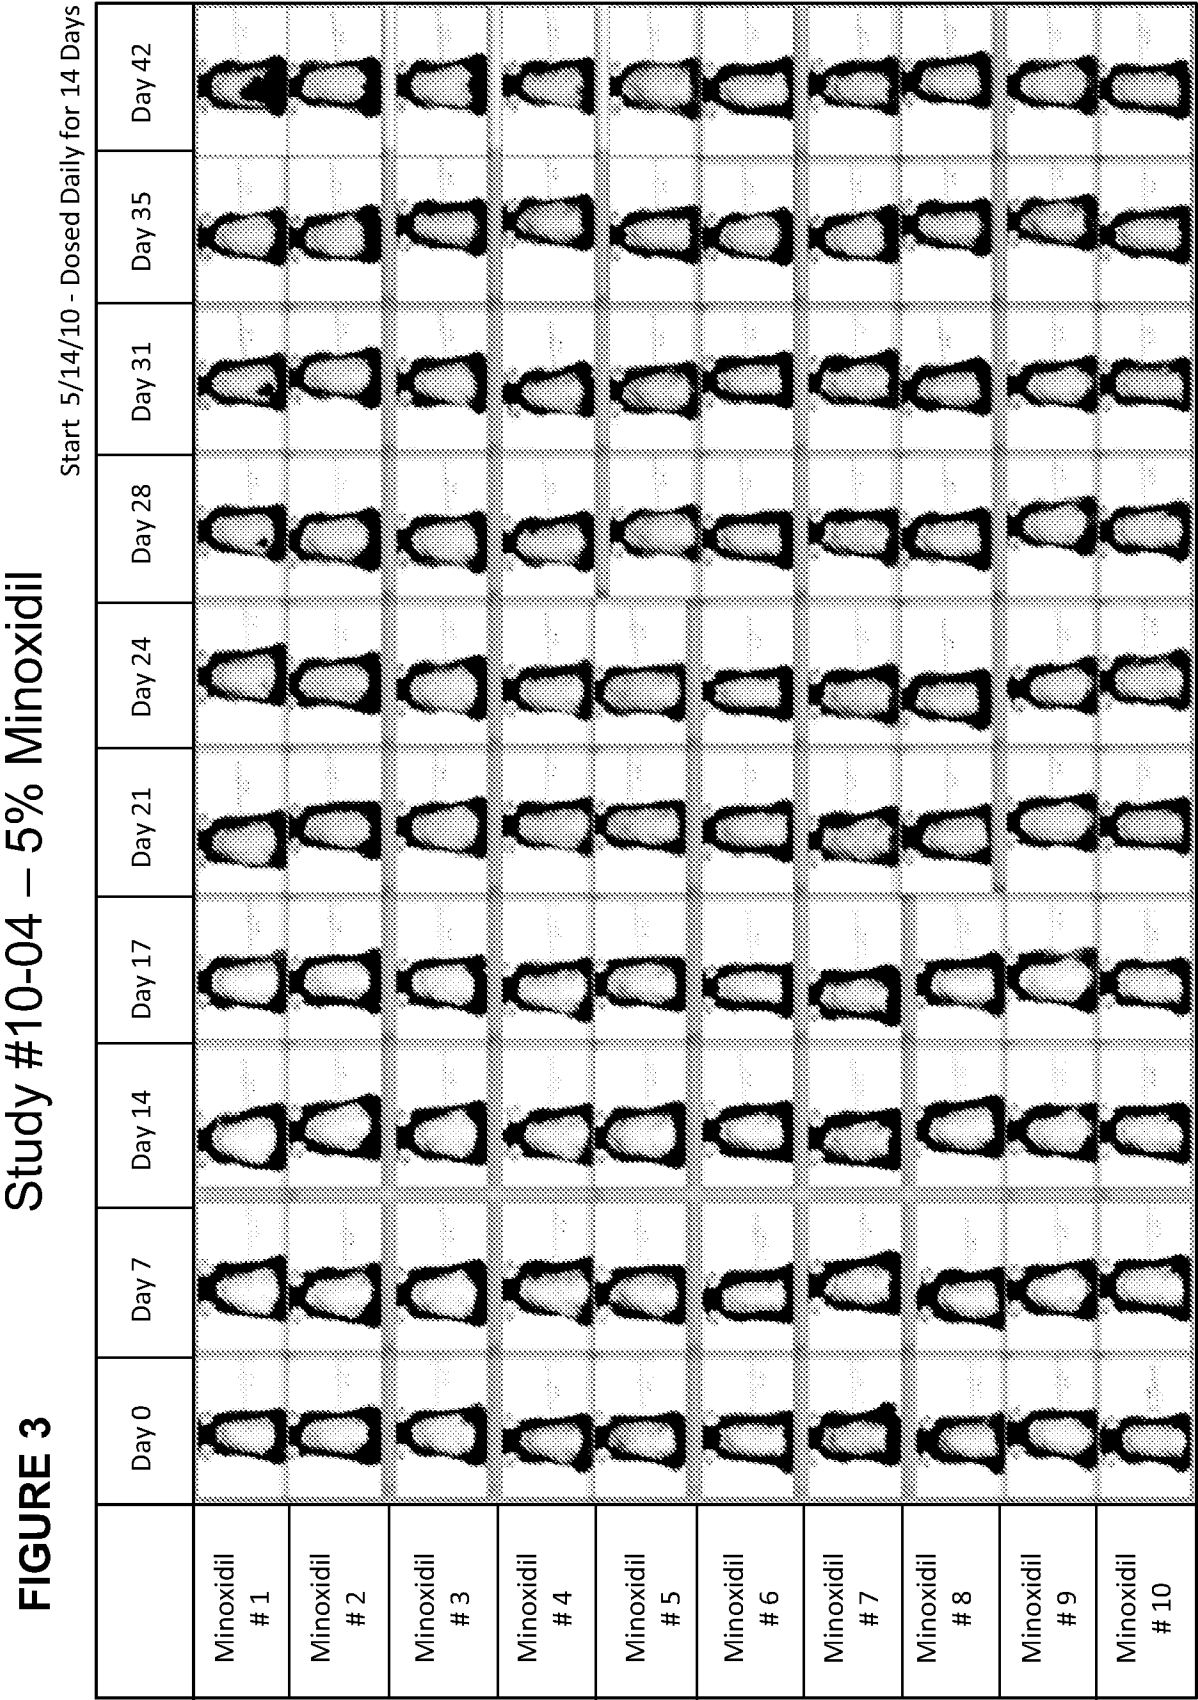 FIGURE 3
Study #10-04 – 5% Minoxidil
Start 5/14/10 - Dosed Daily for 14 Days
Day 0
Day 7
Day 14
Day 17
Day 21
Day 24
Day 28
Day 31
Day 35
Day 42
Minoxidil
# 1
Minoxidil
# 2
Minoxidil
# 3
Minoxidil
# 4
Minoxidil
# 5
Minoxidil
# 6
Minoxidil
# 7
Minoxidil
# 8
Minoxidil
# 9
Minoxidil
# 10